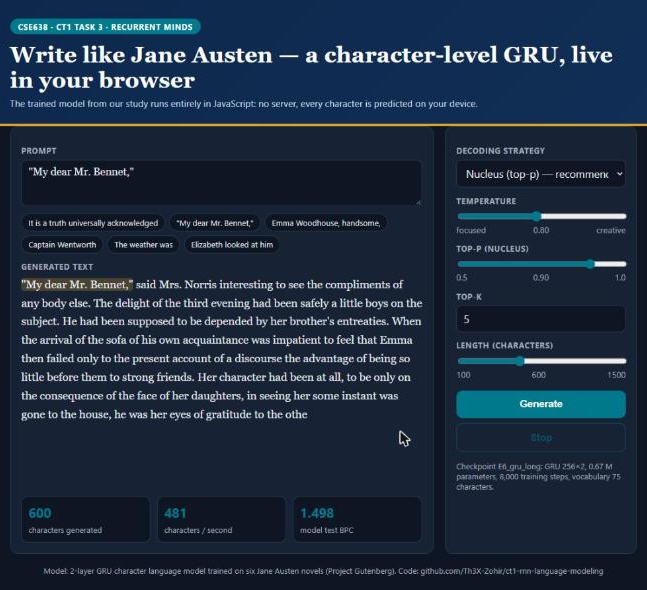 CSE638 · CT1 TASK 3 · RECURRENT MINDS
Write like Jane Austen — a character-level GRU, live
in your browser
The trained model from our study runs entirely in JavaScript: no server, every character is predicted on your device.
PROMPT
"My dear Mr. Bennet,"
It is a truth universally acknowledged
"My dear Mr. Bennet,"
Emma Woodhouse, handsome,
Captain Wentworth
The weather was
Elizabeth looked at him
GENERATED TEXT
"My dear Mr. Bennet," said Mrs. Norris interesting to see the compliments of
any body else. The delight of the third evening had been safely a little boys on the
subject. He had been supposed to be depended by her brother's entreaties. When
the arrival of the sofa of his own acquaintance was impatient to feel that Emma
then failed only to the present account of a discourse the advantage of being so
little before them to strong friends. Her character had been at all, to be only on
the consequence of the face of her daughters, in seeing her some instant was
gone to the house, he was her eyes of gratitude to the othe
600
characters generated
481
characters / second
1.498
model test BPC
DECODING STRATEGY
Nucleus (top-p) — recommen
TEMPERATURE
focused 0.80 creative
TOP-P (NUCLEUS)
0.5 0.90 1.0
TOP-K
5
LENGTH (CHARACTERS)
100 600 1500
Generate
Stop
Checkpoint E6_gru_long: GRU 256×2, 0.67 M
parameters, 8,000 training steps, vocabulary 75
characters.
Model: 2-layer GRU character language model trained on six Jane Austen novels (Project Gutenberg). Code: github.com/Th3X-Zohir/ct1-rnn-language-modeling